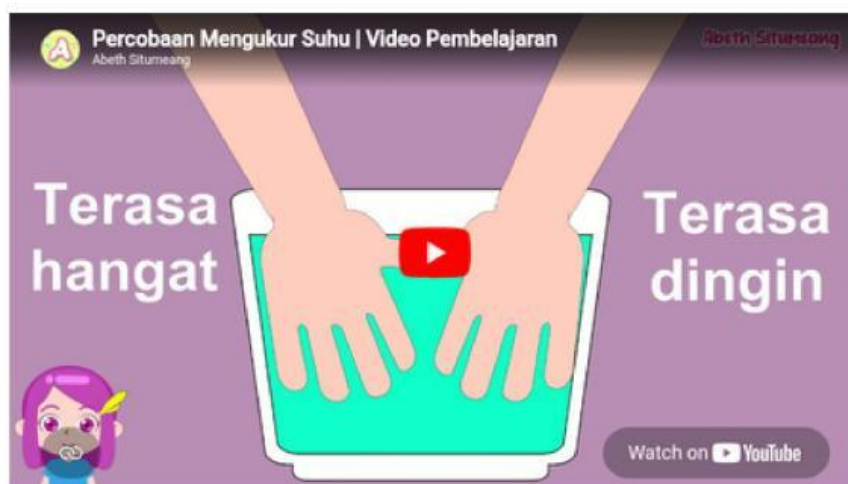 Percobaan Mengukur Suhu | Video Pembelajaran
Abeth Situmeang
Abeth Situmeang
Terasa
hangat
Terasa
dingin
Watch on YouTube